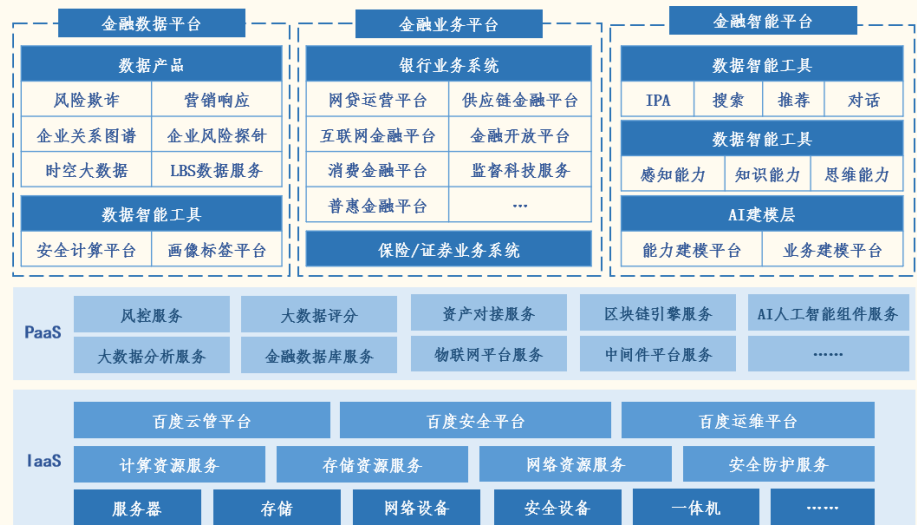 金融数据平台 金融业务平台 金融智能平台
数据产品 银行业务系统 数据智能工具
风险欺诈 营销响应 网贷运营平台 供应链金融平台 IPA 搜索 推荐 对话
企业关系图谱 企业风险探针 互联网金融平台 金融开放平台 数据智能工具
时空大数据 LBS数据服务 消费金融平台 监督科技服务 感知能力 知识能力 思维能力
数据智能工具 普惠金融平台 … AI建模层
安全计算平台 画像标签平台 保险/证券业务系统 能力建模平台 业务建模平台
PaaS
风控服务 大数据评分 资产对接服务 区块链引擎服务 AI人工智能组件服务
大数据分析服务 金融数据库服务 物联网平台服务 中间件平台服务 ……
IaaS
百度云管平台 百度安全平台 百度运维平台
计算资源服务 存储资源服务 网络资源服务 安全防护服务
服务器 存储 网络设备 安全设备 一体机 ……